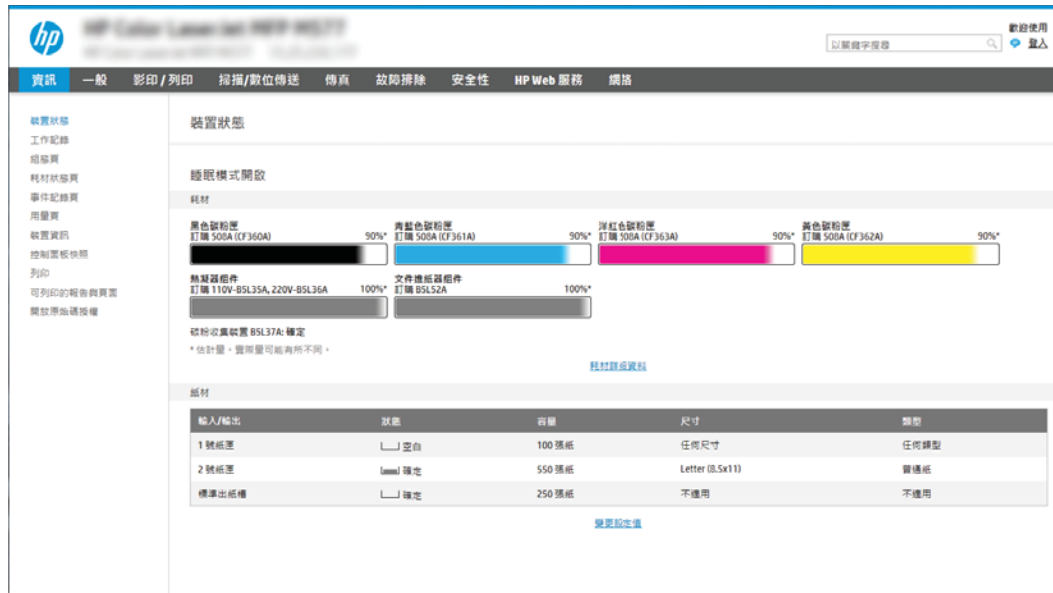 hp
歡迎使用
以關鍵字搜尋
登入
資訊 一般 影印 / 列印 掃描/數位傳送 傳真 故障排除 安全性 HP Web 服務 網路
裝置狀態
工作記錄
組態頁
耗材狀態頁
事件記錄頁
用量頁
裝置資訊
控制面板快照
列印
可列印的報告與頁面
開放原始碼授權
裝置狀態
睡眠模式開啟
耗材
黑色碳粉匣
訂購 508A (CF360A) 90%*
青藍色碳粉匣
訂購 508A (CF361A) 90%*
洋紅色碳粉匣
訂購 508A (CF363A) 90%*
黃色碳粉匣
訂購 508A (CF362A) 90%*
熱凝器組件
訂購 110V-B5L35A, 220V-B5L36A 100%*
文件進紙器組件
訂購 B5L52A 100%*
碳粉收集裝置 B5L37A: 確定
* 估計量。實際量可能有所不同。
耗材詳細資料
紙材
輸入/輸出 狀態 容量 尺寸 類型
1 號紙匣 空白 100 張紙 任何尺寸 任何類型
2 號紙匣 確定 550 張紙 Letter (8.5x11) 普通紙
標準出紙槽 確定 250 張紙 不適用 不適用
變更設定值